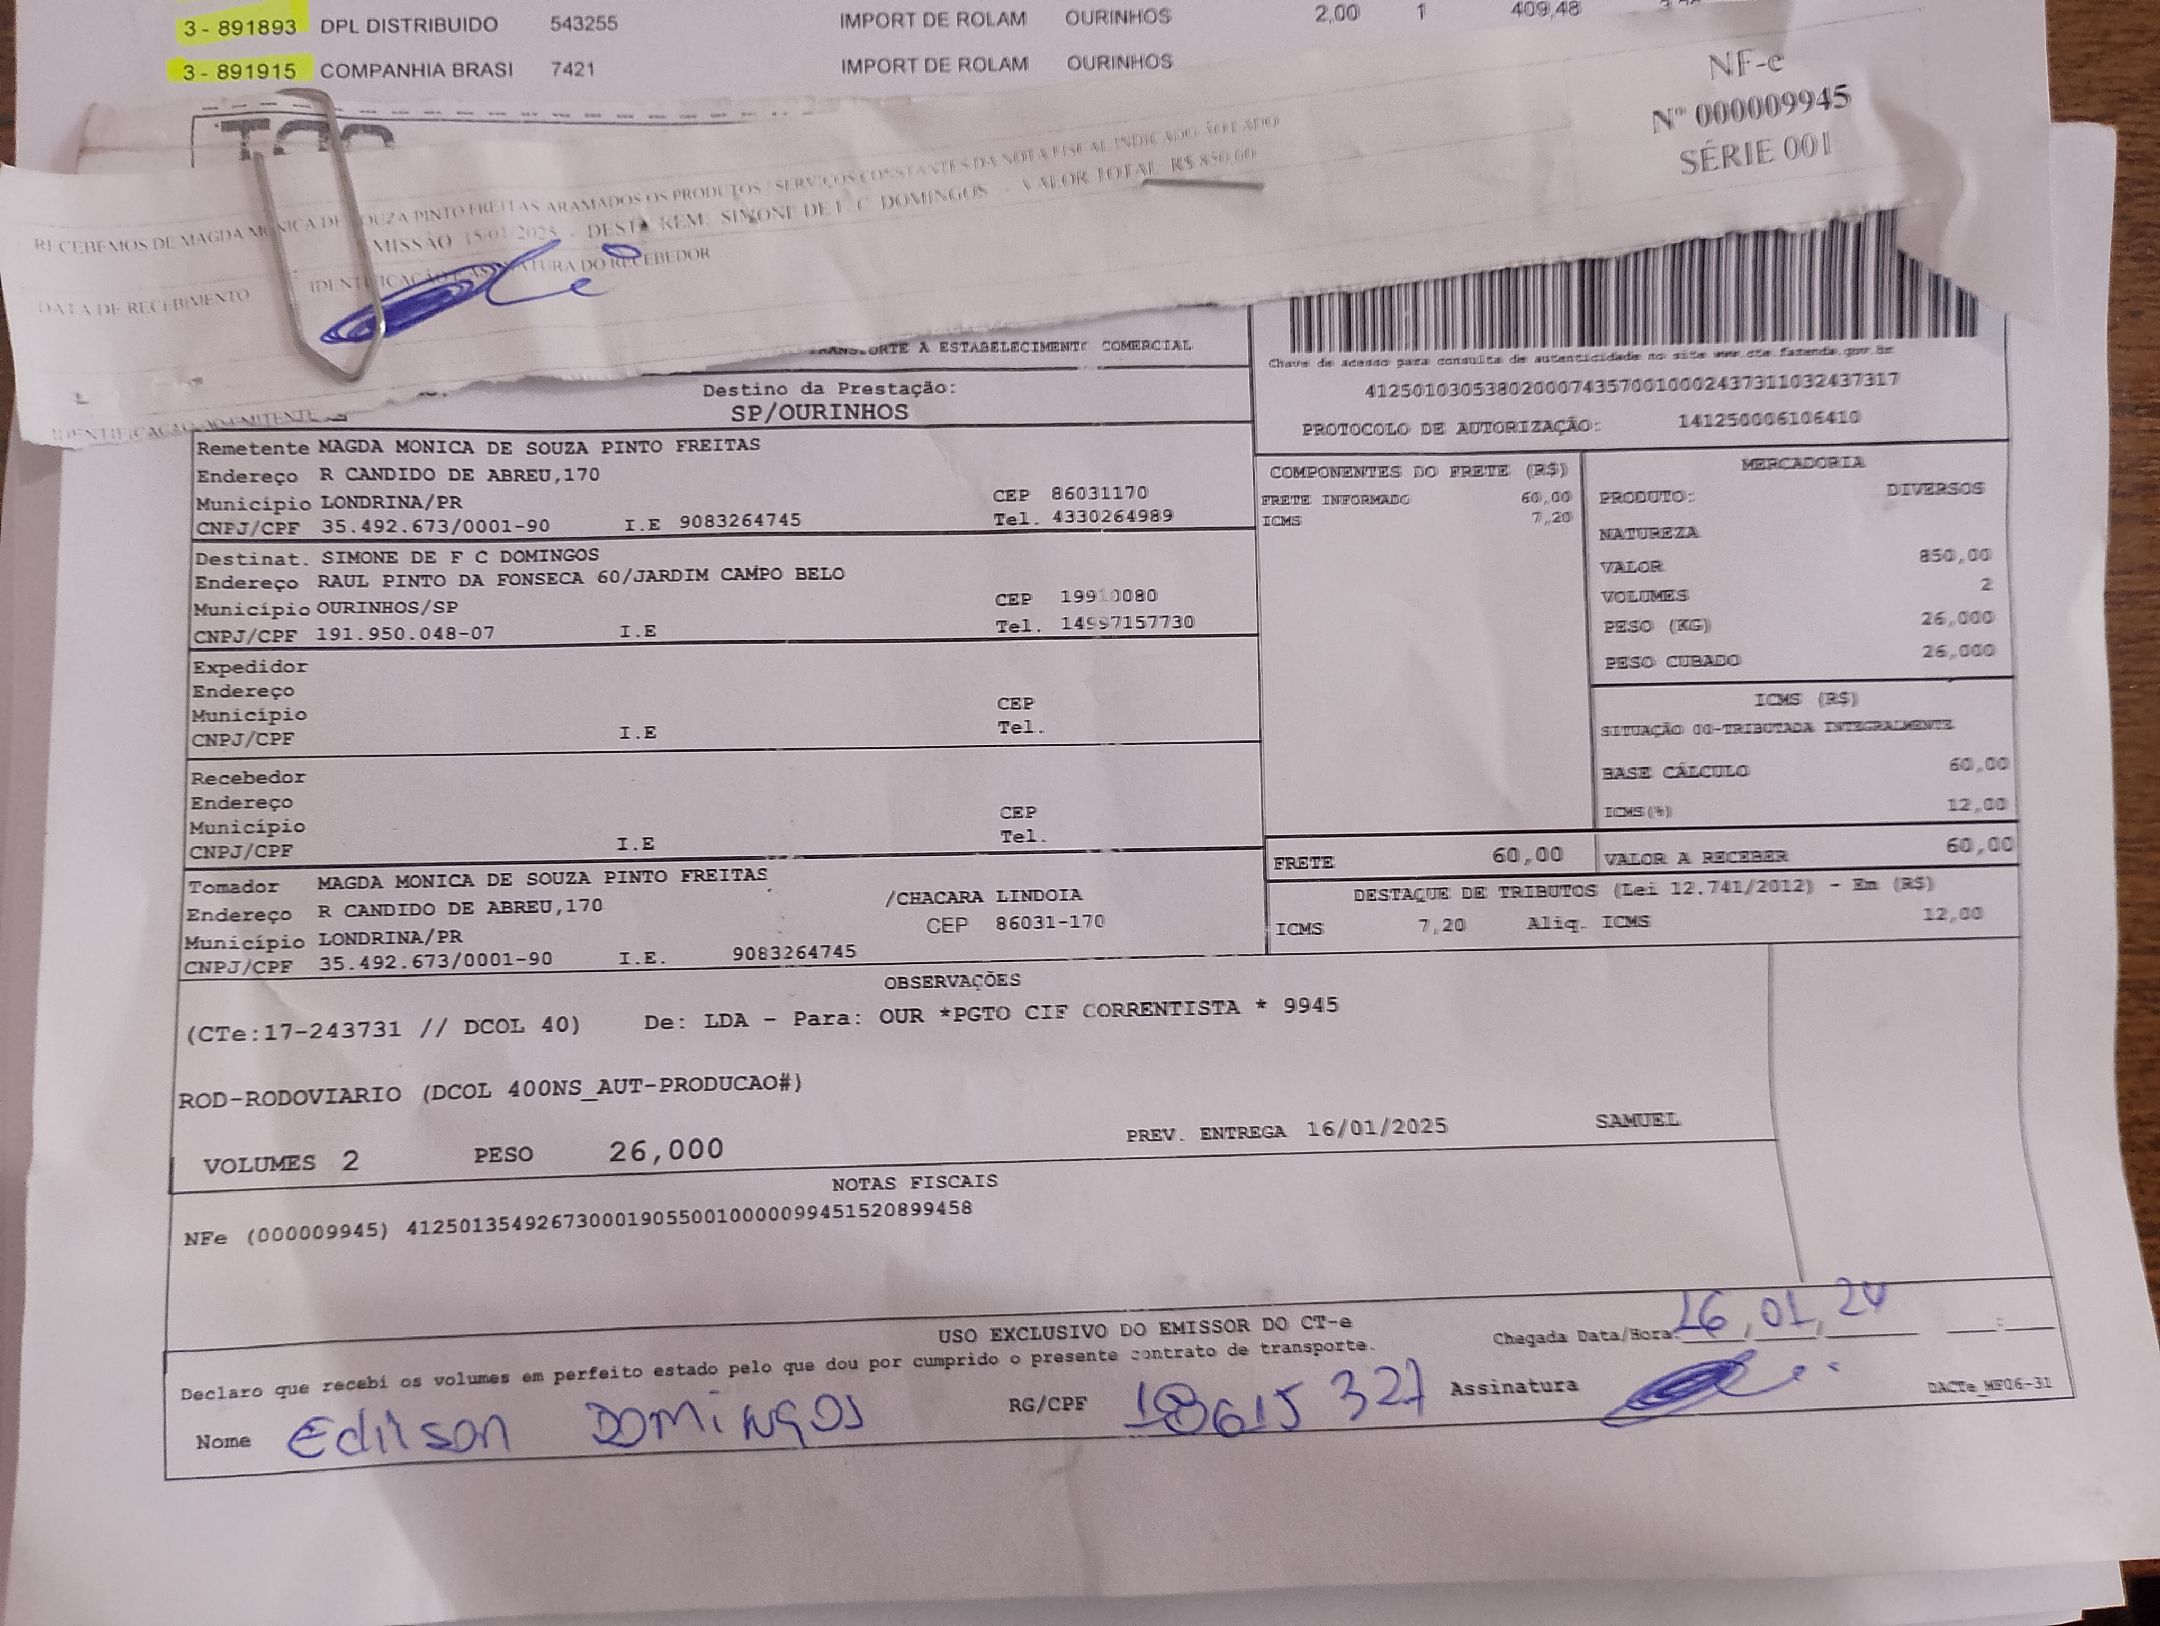 3 - 891893 DPL DISTRIBUIDO 543255 IMPORT DE ROLAM OURINHOS 2,00 1 409,48
3 - 891915 COMPANHIA BRASI 7421 IMPORT DE ROLAM OURINHOS
NF-e
Nº 000009945
SÉRIE 001
RECEBEMOS DE MAGDA MONICA DE SOUZA PINTO FREITAS ARAMADOS OS PRODUTOS / SERVIÇOS CONSTANTES DA NOTA FISCAL INDICADO AO LADO
EMISSÃO 15/01/2025 - DEST. REM. SIMONE DE F C DOMINGOS - VALOR TOTAL R$ 850,00
DATA DE RECEBIMENTO IDENTIFICAÇÃO ASSINATURA DO RECEBEDOR
IDENTIFICAÇÃO DO EMITENTE
TRANSPORTE A ESTABELECIMENTO COMERCIAL
Chave de acesso para consulta de autenticidade no site www.cte.fazenda.gov.br
41250103053802000743570010002437311032437317
PROTOCOLO DE AUTORIZAÇÃO: 141250006106410
Destino da Prestação:
SP/OURINHOS
Remetente MAGDA MONICA DE SOUZA PINTO FREITAS
Endereço R CANDIDO DE ABREU,170
Município LONDRINA/PR CEP 86031170
CNPJ/CPF 35.492.673/0001-90 I.E 9083264745 Tel. 4330264989
Destinat. SIMONE DE F C DOMINGOS
Endereço RAUL PINTO DA FONSECA 60/JARDIM CAMPO BELO
Município OURINHOS/SP CEP 19910080
CNPJ/CPF 191.950.048-07 I.E Tel. 14997157730
Expedidor
Endereço
Município CEP
CNPJ/CPF I.E Tel.
Recebedor
Endereço
Município CEP
CNPJ/CPF I.E Tel.
Tomador MAGDA MONICA DE SOUZA PINTO FREITAS
Endereço R CANDIDO DE ABREU,170 /CHACARA LINDOIA
Município LONDRINA/PR CEP 86031-170
CNPJ/CPF 35.492.673/0001-90 I.E. 9083264745
COMPONENTES DO FRETE (R$)
FRETE INFORMADO 60,00
ICMS 7,20
MERCADORIA
PRODUTO: DIVERSOS
NATUREZA
VALOR 850,00
VOLUMES 2
PESO (KG) 26,000
PESO CUBADO 26,000
ICMS (R$)
SITUAÇÃO 00-TRIBUTADA INTEGRALMENTE
BASE CÁLCULO 60,00
ICMS(%) 12,00
FRETE 60,00 VALOR A RECEBER 60,00
DESTAQUE DE TRIBUTOS (Lei 12.741/2012) - Em (R$)
ICMS 7,20 Aliq. ICMS 12,00
OBSERVAÇÕES
(CTe:17-243731 // DCOL 40) De: LDA - Para: OUR *PGTO CIF CORRENTISTA * 9945
ROD-RODOVIARIO (DCOL 400NS_AUT-PRODUCAO#)
VOLUMES 2 PESO 26,000 PREV. ENTREGA 16/01/2025 SAMUEL
NOTAS FISCAIS
NFe (000009945) 41250135492673000190550010000099451520899458
USO EXCLUSIVO DO EMISSOR DO CT-e
Chegada Data/Hora: 16,01,20 __:__
Declaro que recebi os volumes em perfeito estado pelo que dou por cumprido o presente contrato de transporte.
Nome Edilson DOMINGOS RG/CPF 18615327 Assinatura DACTe_MF06-31